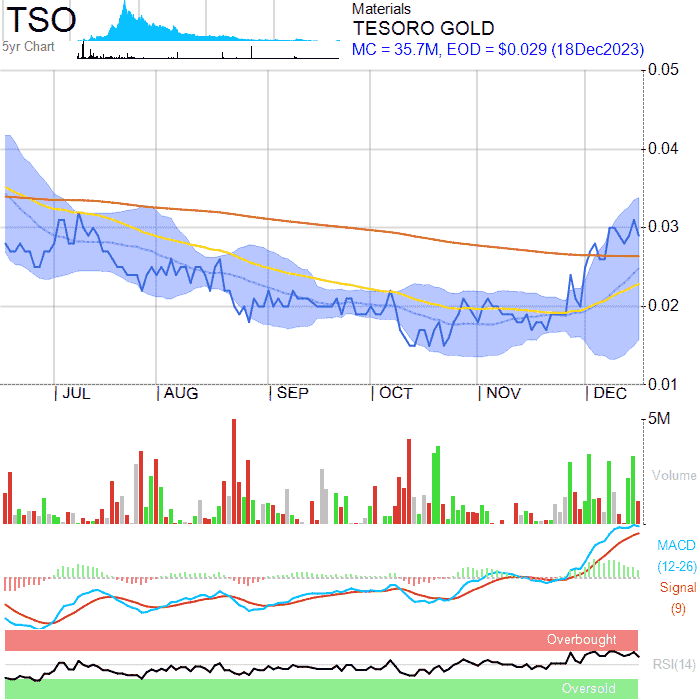 TSO
5yr Chart
Materials
TESORO GOLD
MC = 35.7M, EOD = $0.029 (18Dec2023)
0.05
0.04
0.03
0.02
0.01
JUL AUG SEP OCT NOV DEC
5M
Volume
MACD
(12-26)
Signal
(9)
Overbought
RSI(14)
Oversold